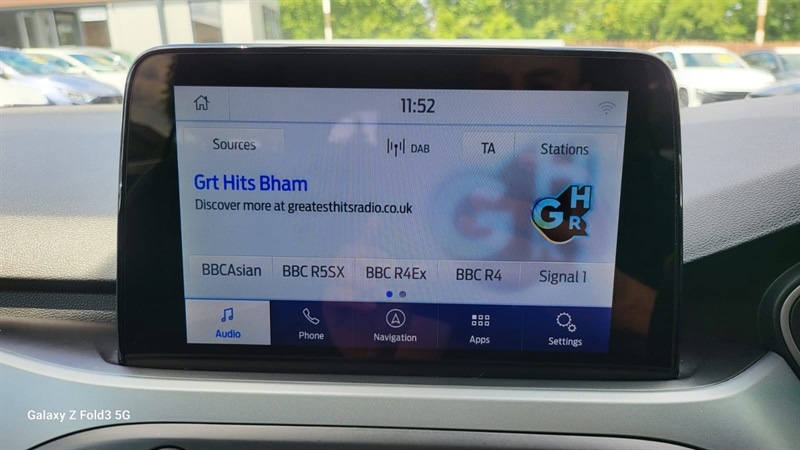 11:52
Sources DAB TA Stations
Grt Hits Bham
Discover more at greatesthitsradio.co.uk
G H R
BBCAsian BBC R5SX BBC R4Ex BBC R4 Signal 1
Audio Phone Navigation Apps Settings
Galaxy Z Fold3 5G